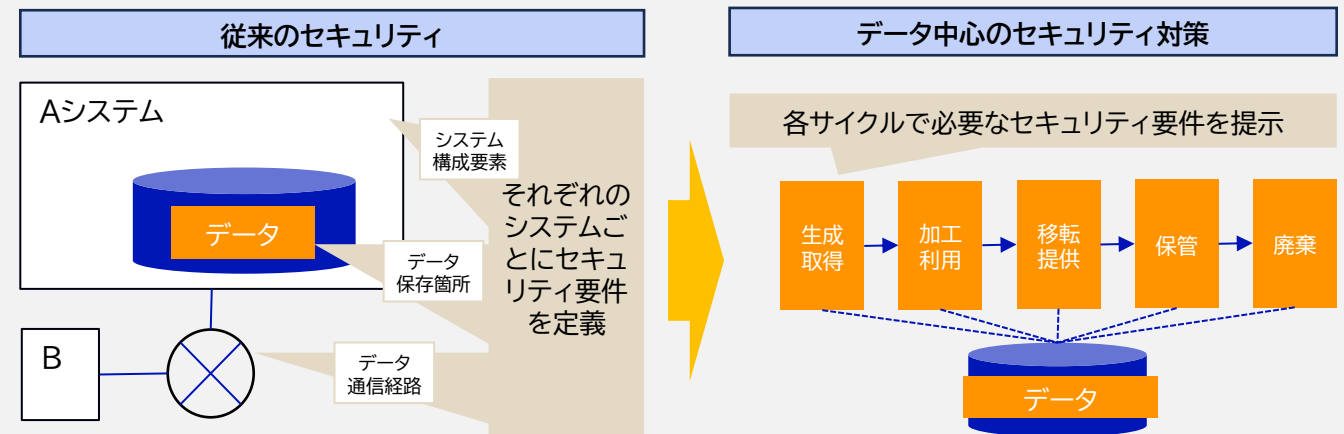 従来のセキュリティ
Aシステム
データ
B
システム
構成要素
データ
保存箇所
データ
通信経路
それぞれの
システムご
とにセキュ
リティ要件
を定義
データ中心のセキュリティ対策
各サイクルで必要なセキュリティ要件を提示
生成
取得
加工
利用
移転
提供
保管
廃棄
データ